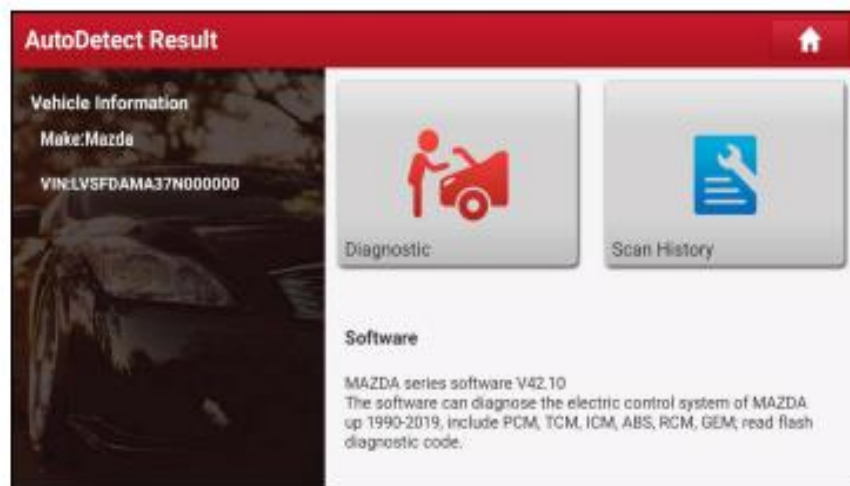 AutoDetect Result
Vehicle Information
Make:Mazda
VIN:LVSFDAMA37N000000
Diagnostic
Scan History
Software
MAZDA series software V42.10
The software can diagnose the electric control system of MAZDA
up 1990-2019, include PCM, TCM, ICM, ABS, RCM, GEM; read flash
diagnostic code.